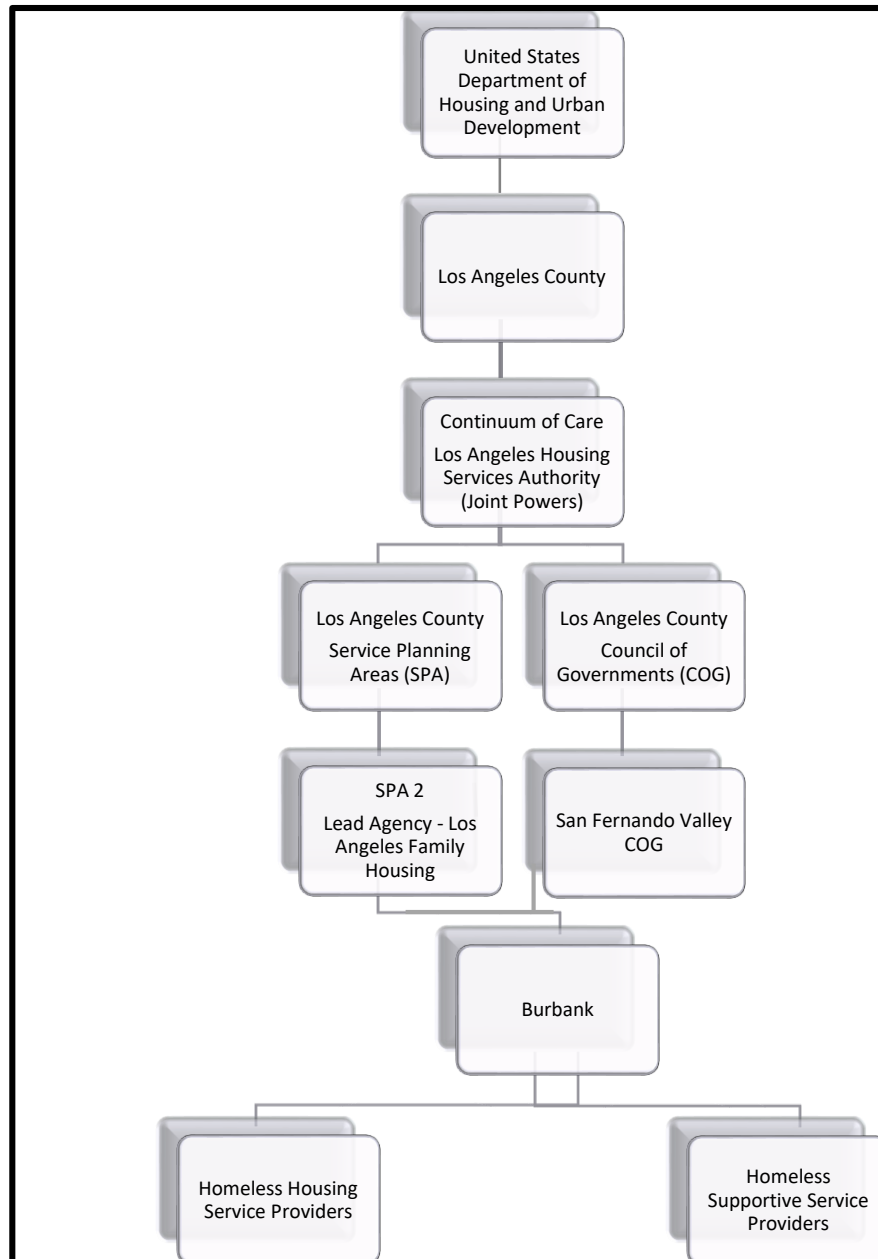 United States
Department of
Housing and Urban
Development
Los Angeles County
Continuum of Care
Los Angeles Housing
Services Authority
(Joint Powers)
Los Angeles County
Service Planning
Areas (SPA)
Los Angeles County
Council of
Governments (COG)
SPA 2
Lead Agency - Los
Angeles Family
Housing
San Fernando Valley
COG
Burbank
Homeless Housing
Service Providers
Homeless
Supportive Service
Providers